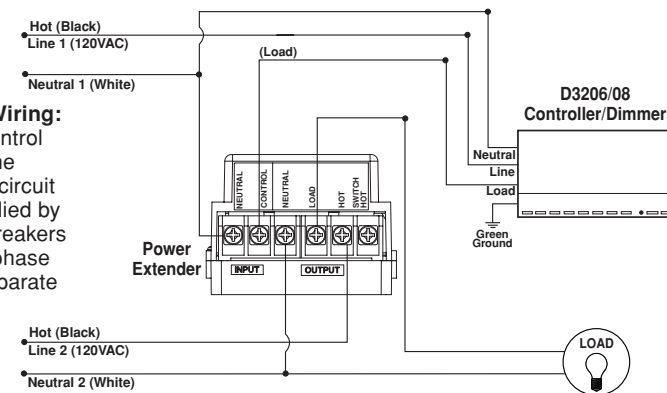 Hot (Black)
Line 1 (120VAC)
Neutral 1 (White)
(Load)
D3206/08
Controller/Dimmer
Neutral
Line
Load
Green
Ground
Wiring:
ntrol
ne
circuit
lied by
reakers
phase
parate
NEUTRAL
CONTROL
NEUTRAL
LOAD
HOT
SWITCH
HOT
Power
Extender
INPUT
OUTPUT
Hot (Black)
Line 2 (120VAC)
Neutral 2 (White)
LOAD